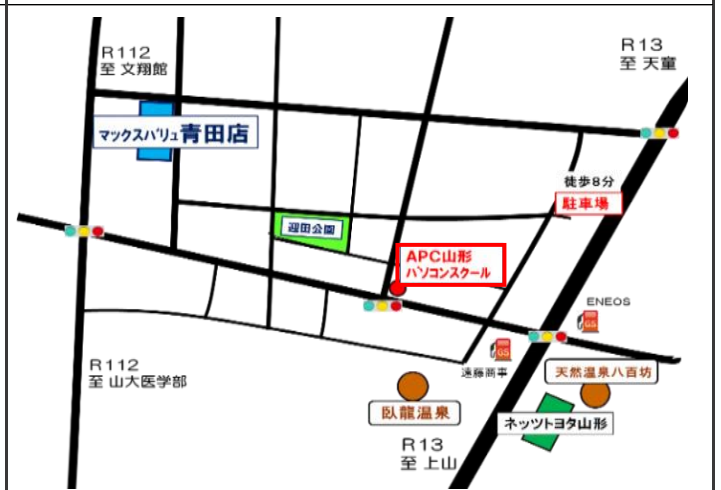 R112
至 文翔館
R13
至 天童
マックスバリュ青田店
徒歩8分
駐車場
迎田公園
APC山形
パソコンスクール
ENEOS
GS
GS
遠藤商事
天然温泉八百坊
R112
至 山大医学部
臥龍温泉
ネッツトヨタ山形
R13
至 上山